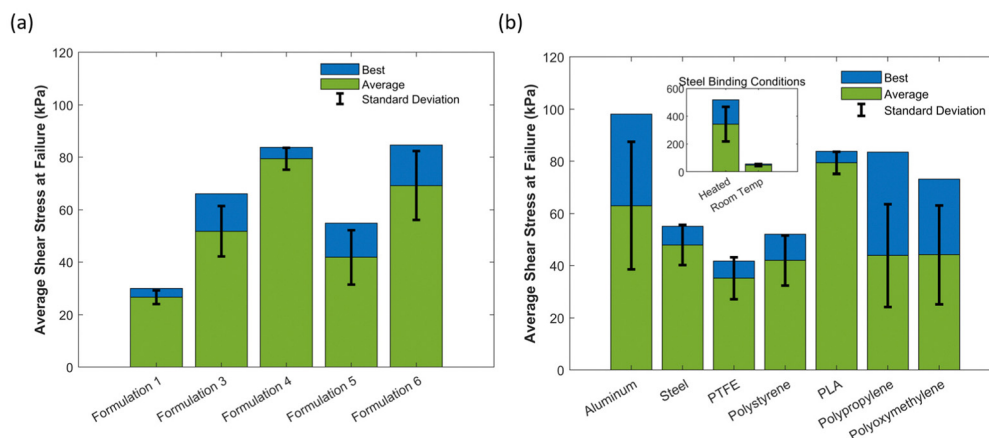 (a)
Average Shear Stress at Failure (kPa)
120
100
80
60
40
20
0
Best
Average
Standard Deviation
Formulation 1
Formulation 3
Formulation 4
Formulation 5
Formulation 6
(b)
Average Shear Stress at Failure (kPa)
120
100
80
60
40
20
0
Steel Binding Conditions
600
400
200
0
Heated
Room Temp
Best
Average
Standard Deviation
Aluminum
Steel
PTFE
Polystyrene
PLA
Polypropylene
Polyoxymethylene